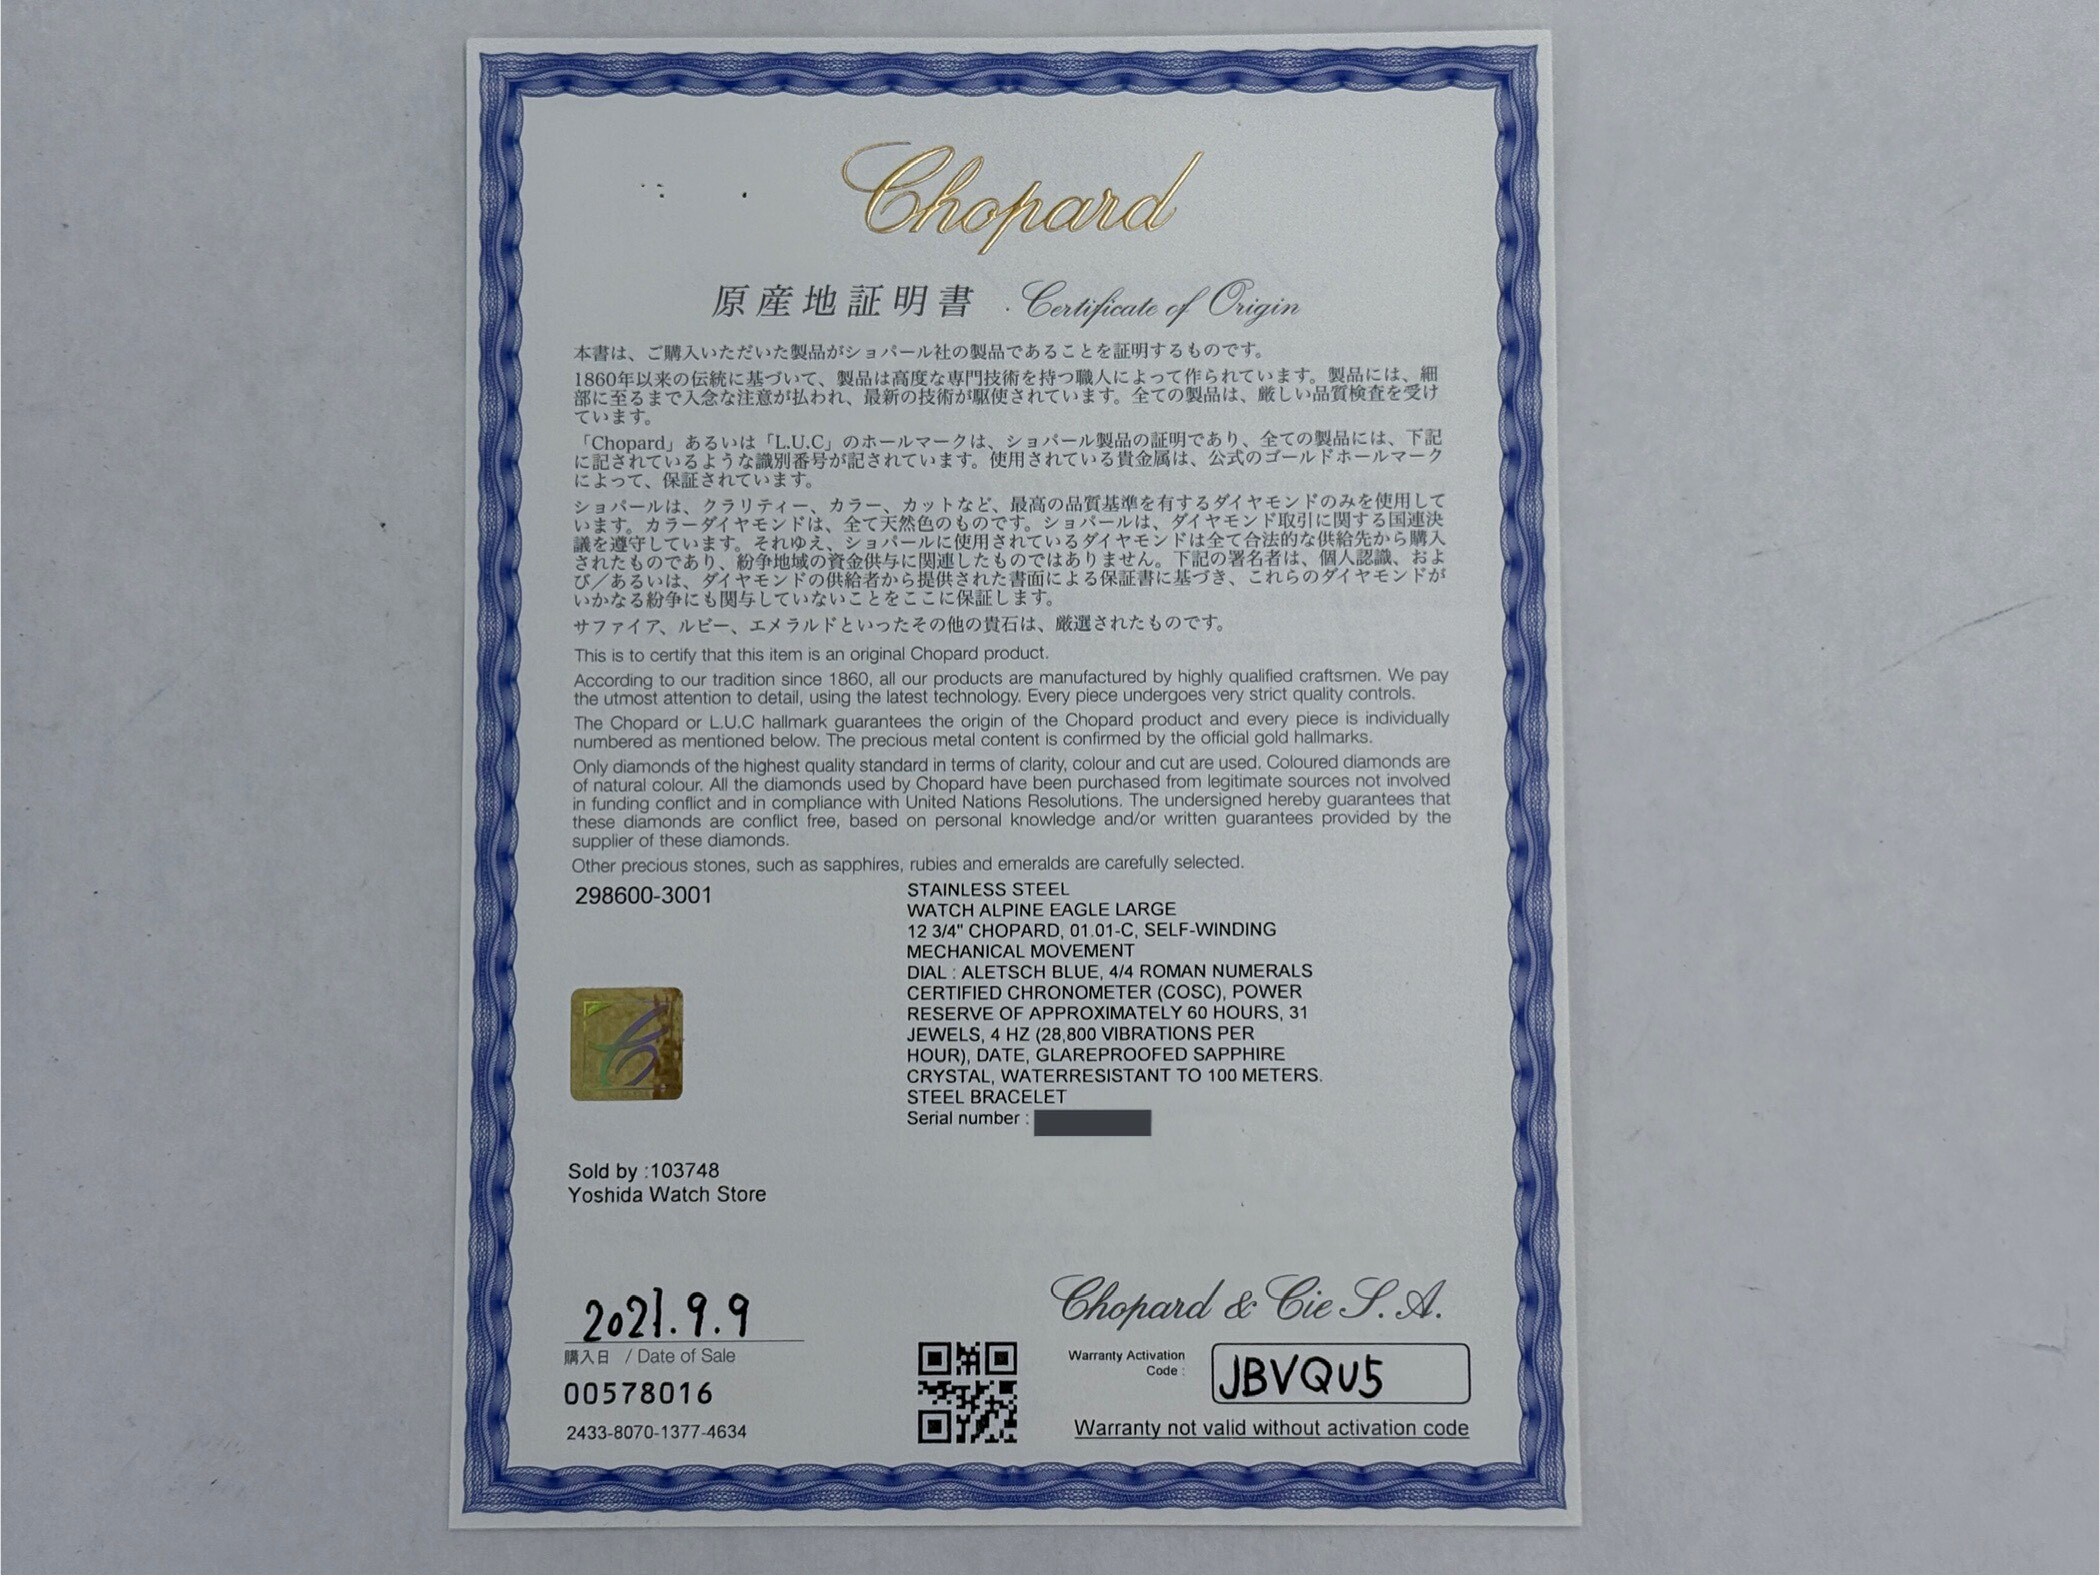 Chopard
原産地証明書 · Certificate of Origin
本書は、ご購入いただいた製品がショパール社の製品であることを証明するものです。
1860年以来の伝統に基づいて、製品は高度な専門技術を持つ職人によって作られています。製品には、細
部に至るまで入念な注意が払われ、最新の技術が駆使されています。全ての製品は、厳しい品質検査を受け
ています。
「Chopard」あるいは「L.U.C」のホールマークは、ショパール製品の証明であり、全ての製品には、下記
に記されているような識別番号が記されています。使用されている貴金属は、公式のゴールドホールマーク
によって、保証されています。
ショパールは、クラリティー、カラー、カットなど、最高の品質基準を有するダイヤモンドのみを使用して
います。カラーダイヤモンドは、全て天然色のものです。ショパールは、ダイヤモンド取引に関する国連決
議を遵守しています。それゆえ、ショパールに使用されているダイヤモンドは全て合法的な供給先から購入
されたものであり、紛争地域の資金供与に関連したものではありません。下記の署名者は、個人認識、およ
び／あるいは、ダイヤモンドの供給者から提供された書面による保証書に基づき、これらのダイヤモンドが
いかなる紛争にも関与していないことをここに保証します。
サファイア、ルビー、エメラルドといったその他の貴石は、厳選されたものです。
This is to certify that this item is an original Chopard product.
According to our tradition since 1860, all our products are manufactured by highly qualified craftsmen. We pay
the utmost attention to detail, using the latest technology. Every piece undergoes very strict quality controls.
The Chopard or L.U.C hallmark guarantees the origin of the Chopard product and every piece is individually
numbered as mentioned below. The precious metal content is confirmed by the official gold hallmarks.
Only diamonds of the highest quality standard in terms of clarity, colour and cut are used. Coloured diamonds are
of natural colour. All the diamonds used by Chopard have been purchased from legitimate sources not involved
in funding conflict and in compliance with United Nations Resolutions. The undersigned hereby guarantees that
these diamonds are conflict free, based on personal knowledge and/or written guarantees provided by the
supplier of these diamonds.
Other precious stones, such as sapphires, rubies and emeralds are carefully selected.
298600-3001
STAINLESS STEEL
WATCH ALPINE EAGLE LARGE
12 3/4" CHOPARD, 01.01-C, SELF-WINDING
MECHANICAL MOVEMENT
DIAL : ALETSCH BLUE, 4/4 ROMAN NUMERALS
CERTIFIED CHRONOMETER (COSC), POWER
RESERVE OF APPROXIMATELY 60 HOURS, 31
JEWELS, 4 HZ (28,800 VIBRATIONS PER
HOUR), DATE, GLAREPROOFED SAPPHIRE
CRYSTAL, WATERRESISTANT TO 100 METERS.
STEEL BRACELET
Serial number :
Sold by :103748
Yoshida Watch Store
2021.9.9
購入日 / Date of Sale
00578016
2433-8070-1377-4634
Chopard & Cie S.A.
Warranty Activation
Code :
JBVQU5
Warranty not valid without activation code